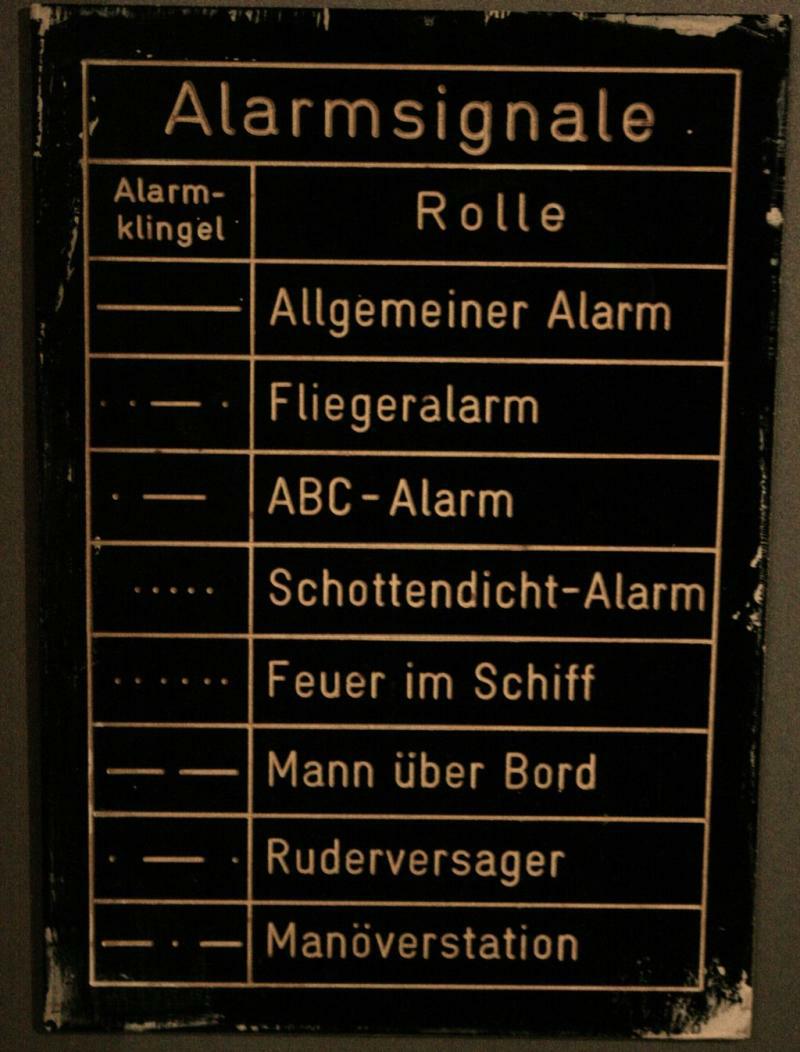 Alarmsignale
Alarm-
klingel
Rolle
—— Allgemeiner Alarm
· · — · Fliegeralarm
· — ABC-Alarm
· · · · · Schottendicht-Alarm
· · · · · · Feuer im Schiff
— — Mann über Bord
· — · Ruderversager
— · — Manöverstation